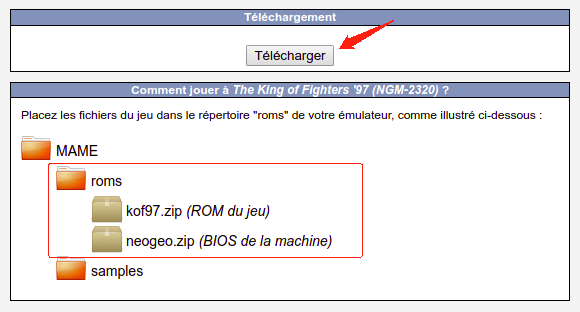 Téléchargement
Télécharger
Comment jouer à The King of Fighters '97 (NGM-2320) ?
Placez les fichiers du jeu dans le répertoire "roms" de votre émulateur, comme illustré ci-dessous :
MAME
roms
kof97.zip (ROM du jeu)
neogeo.zip (BIOS de la machine)
samples